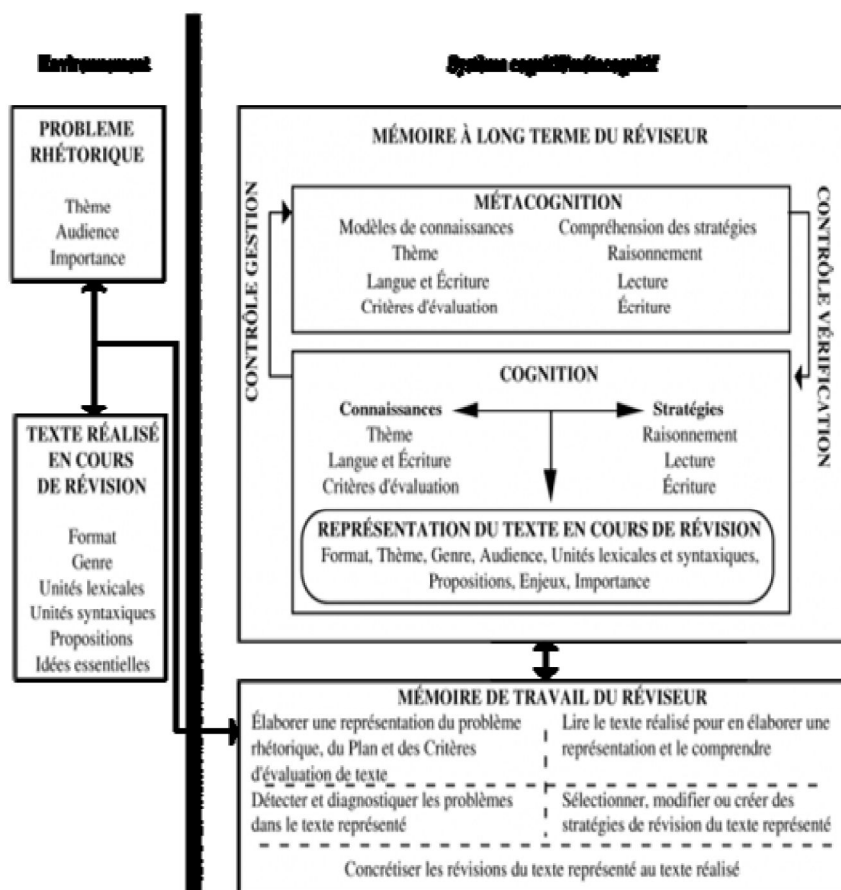 Environnement
Système cognitif/métacognitif
PROBLEME
RHÉTORIQUE
Thème
Audience
Importance
TEXTE RÉALISÉ
EN COURS
DE RÉVISION
Format
Genre
Unités lexicales
Unités syntaxiques
Propositions
Idées essentielles
MÉMOIRE À LONG TERME DU RÉVISEUR
CONTRÔLE GESTION
MÉTACOGNITION
Modèles de connaissances
Compréhension des stratégies
Thème
Raisonnement
Langue et Écriture
Lecture
Critères d'évaluation
Écriture
CONTRÔLE VÉRIFICATION
COGNITION
Connaissances
Stratégies
Thème
Raisonnement
Langue et Écriture
Lecture
Critères d'évaluation
Écriture
REPRÉSENTATION DU TEXTE EN COURS DE RÉVISION
Format, Thème, Genre, Audience, Unités lexicales et syntaxiques,
Propositions, Enjeux, Importance
MÉMOIRE DE TRAVAIL DU RÉVISEUR
Élaborer une représentation du problème
rhétorique, du Plan et des Critères
d'évaluation de texte
Lire le texte réalisé pour en élaborer une
représentation et le comprendre
Détecter et diagnostiquer les problèmes
dans le texte représenté
Sélectionner, modifier ou créer des
stratégies de révision du texte représenté
Concrétiser les révisions du texte représenté au texte réalisé